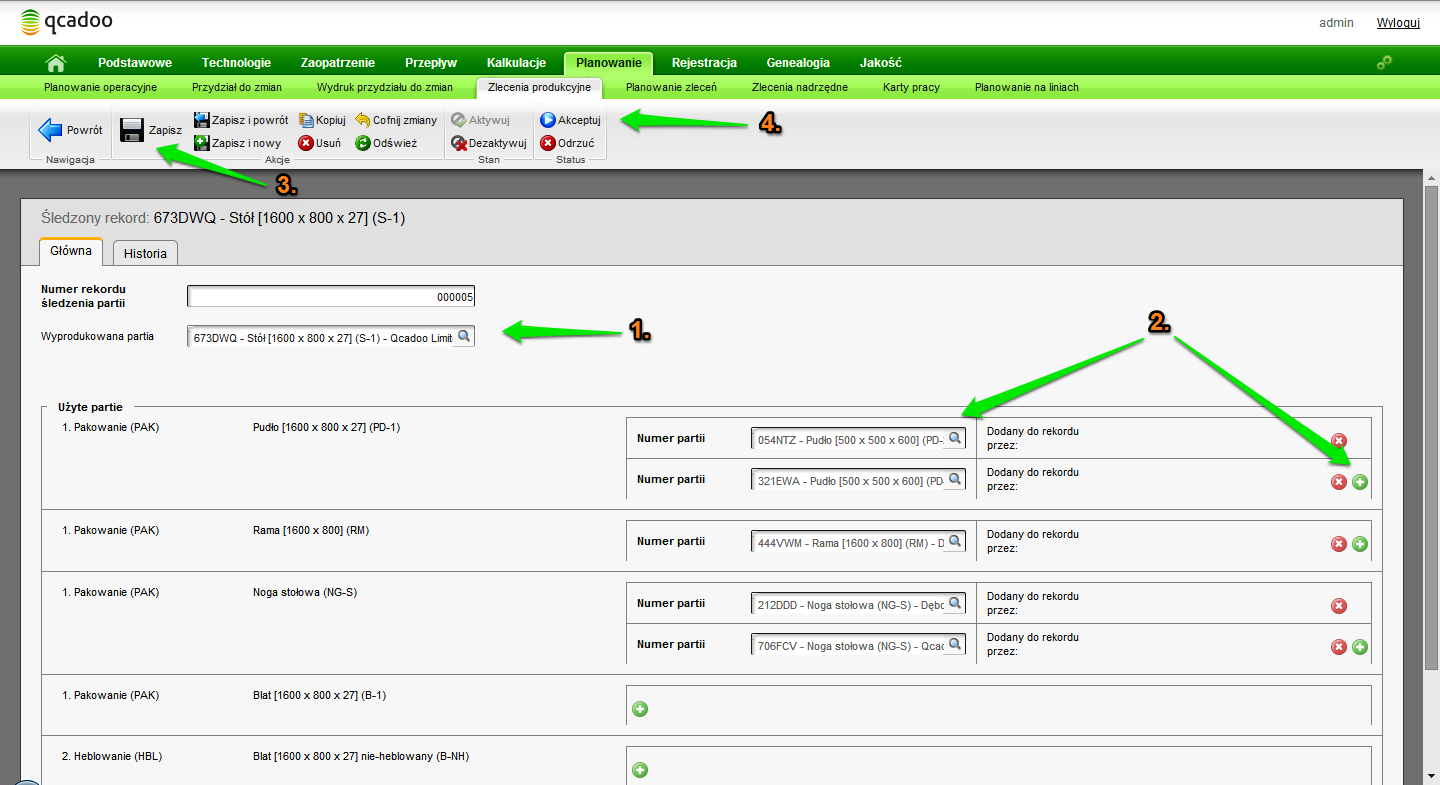 qcadoo
admin Wyloguj
Podstawowe Technologie Zaopatrzenie Przepływ Kalkulacje Planowanie Rejestracja Genealogia Jakość
Planowanie operacyjne Przydział do zmian Wydruk przydziału do zmian Zlecenia produkcyjne Planowanie zleceń Zlecenia nadrzędne Karty pracy Planowanie na liniach
Powrót Zapisz Zapisz i powrót Kopiuj Cofnij zmiany Aktywuj Akceptuj 4.
Zapisz i nowy Usuń Odśwież Dezaktywuj Odrzuć
Nawigacja Akcje Stan Status
3.
Śledzony rekord: 673DWQ - Stół [1600 x 800 x 27] (S-1)
Główna Historia
Numer rekordu
śledzenia partii
000005
Wyprodukowana partia 673DWQ - Stół [1600 x 800 x 27] (S-1) - Qcadoo Limit 1.
2.
Użyte partie
1. Pakowanie (PAK) Pudło [1600 x 800 x 27] (PD-1)
Numer partii 054NTZ - Pudło [500 x 500 x 600] (PD- Dodany do rekordu
przez:
Numer partii 321EWA - Pudło [500 x 500 x 600] (PD Dodany do rekordu
przez:
1. Pakowanie (PAK) Rama [1600 x 800] (RM)
Numer partii 444VWM - Rama [1600 x 800] (RM) - D Dodany do rekordu
przez:
1. Pakowanie (PAK) Noga stołowa (NG-S)
Numer partii 212DDD - Noga stołowa (NG-S) - Dębo Dodany do rekordu
przez:
Numer partii 706FCV - Noga stołowa (NG-S) - Qcad Dodany do rekordu
przez:
1. Pakowanie (PAK) Blat [1600 x 800 x 27] (B-1)
2. Heblowanie (HBL) Blat [1600 x 800 x 27] nie-heblowany (B-NH)